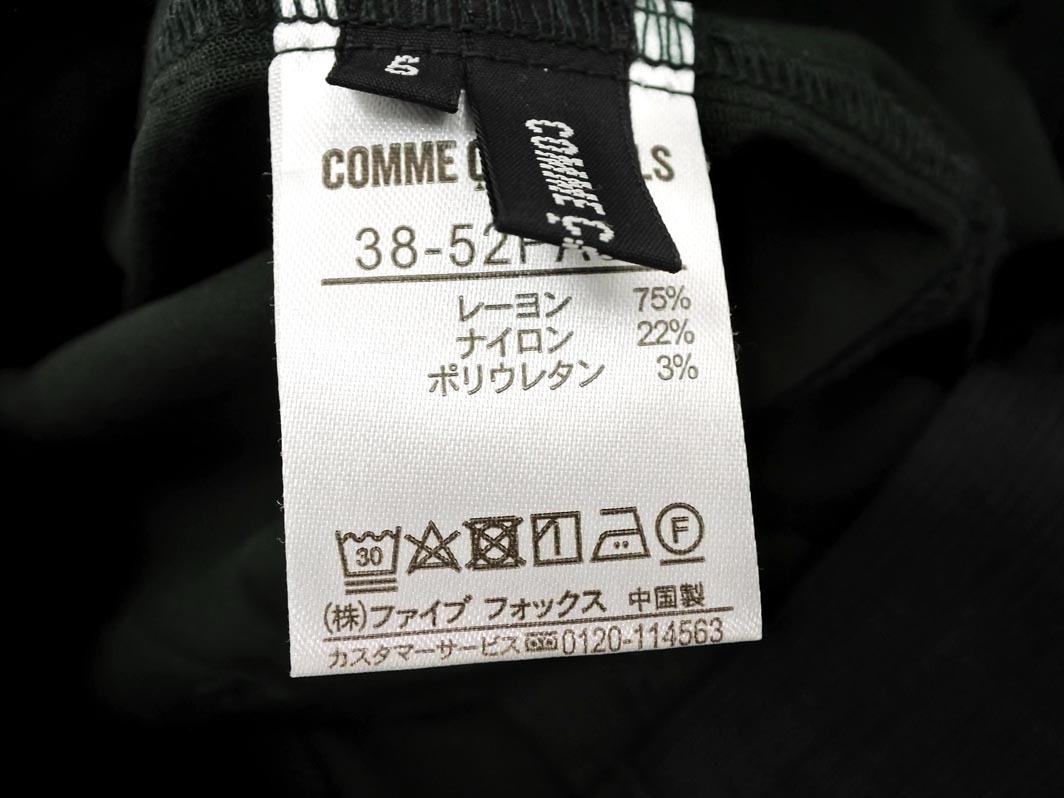 COMME Ç LS
38-52PA
レーヨン 75%
ナイロン 22%
ポリウレタン 3%
30
F
(株)ファイブ フォックス 中国製
カスタマーサービス 0120-114563
COMME Ç